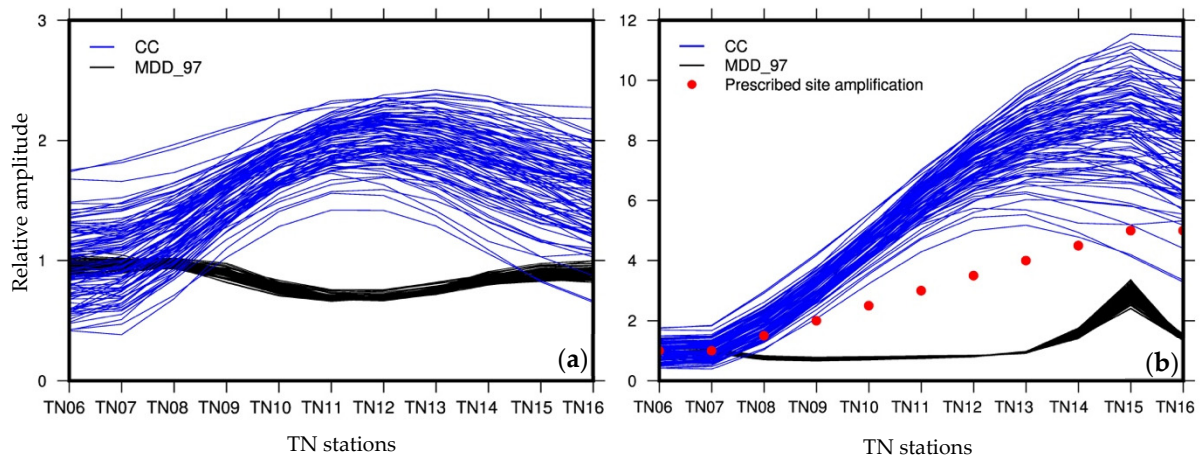 Relative amplitude
3
2
1
0
CC
MDD_97
(a)
TN06 TN07 TN08 TN09 TN10 TN11 TN12 TN13 TN14 TN15 TN16
TN stations
12
10
8
6
4
2
0
CC
MDD_97
Prescribed site amplification
(b)
TN06 TN07 TN08 TN09 TN10 TN11 TN12 TN13 TN14 TN15 TN16
TN stations